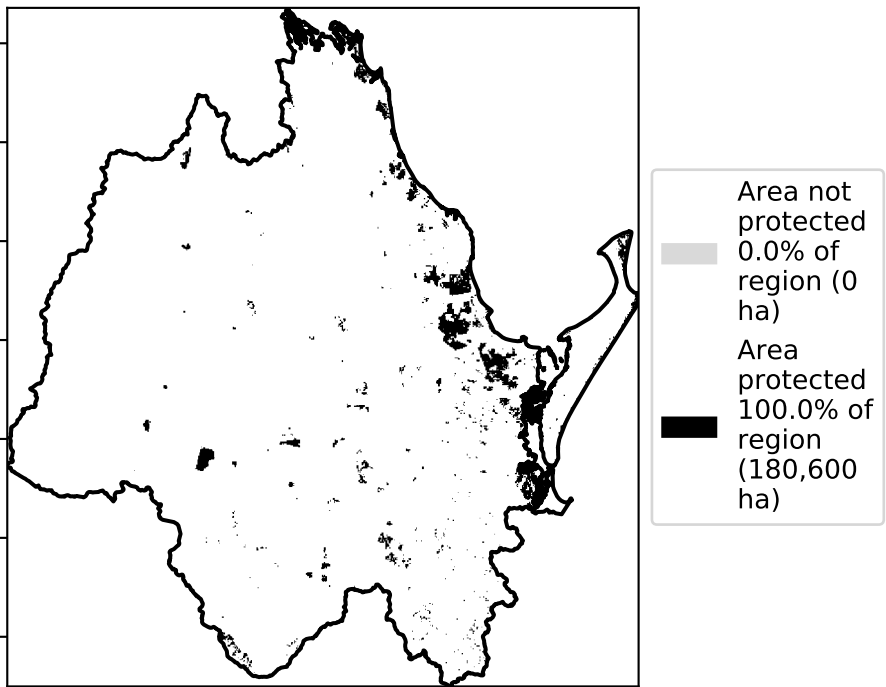 Area not
protected
0.0% of
region (0
ha)
Area
protected
100.0% of
region
(180,600
ha)